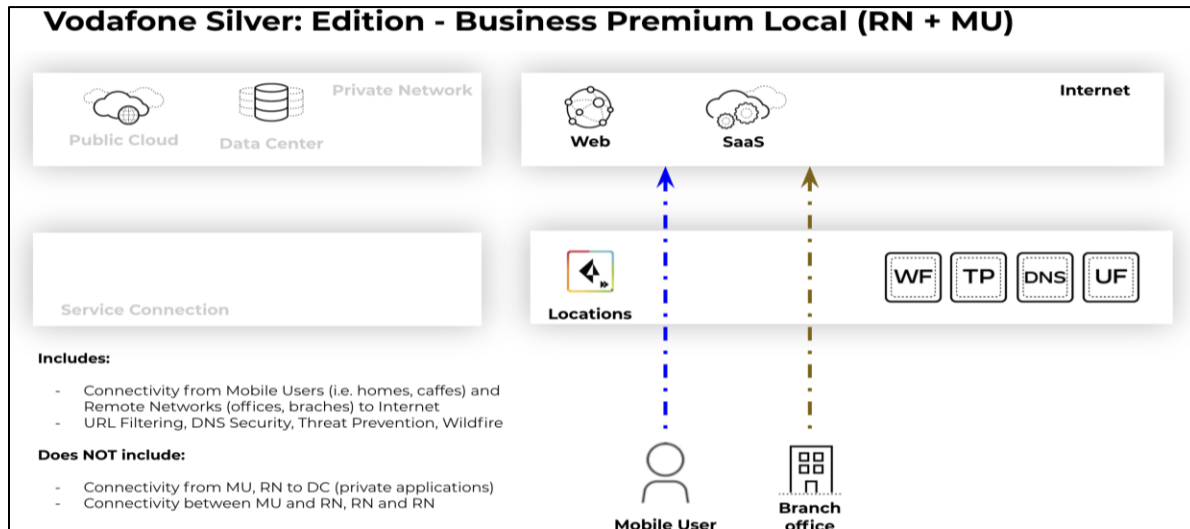 Vodafone Silver: Edition - Business Premium Local (RN + MU)
Private Network
Public Cloud
Data Center
Internet
Web
SaaS
Service Connection
Locations
WF
TP
DNS
UF
Includes:
- Connectivity from Mobile Users (i.e. homes, caffes) and
Remote Networks (offices, braches) to Internet
- URL Filtering, DNS Security, Threat Prevention, Wildfire
Does NOT include:
- Connectivity from MU, RN to DC (private applications)
- Connectivity between MU and RN, RN and RN
Mobile User
Branch
office